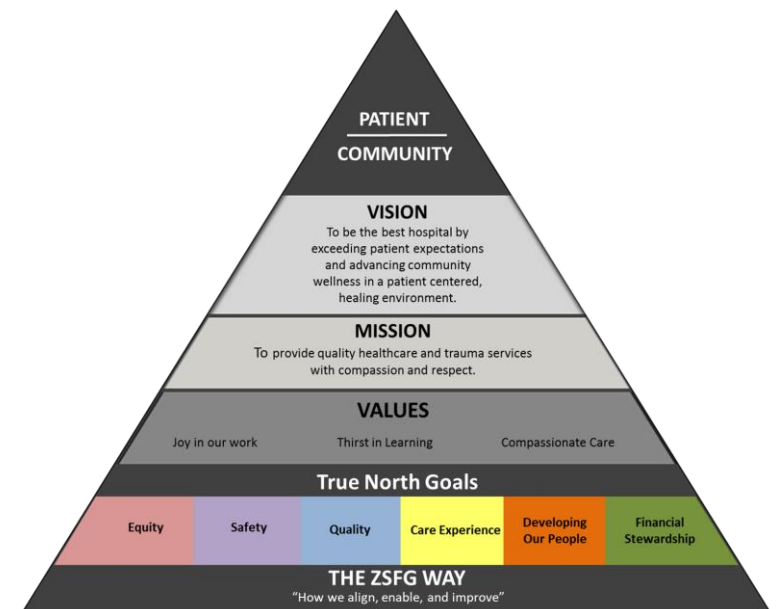 PATIENT
COMMUNITY
VISION
To be the best hospital by
exceeding patient expectations
and advancing community
wellness in a patient centered,
healing environment.
MISSION
To provide quality healthcare and trauma services
with compassion and respect.
VALUES
Joy in our work Thirst in Learning Compassionate Care
True North Goals
Equity Safety Quality Care Experience Developing Our People Financial Stewardship
THE ZSFG WAY
“How we align, enable, and improve”